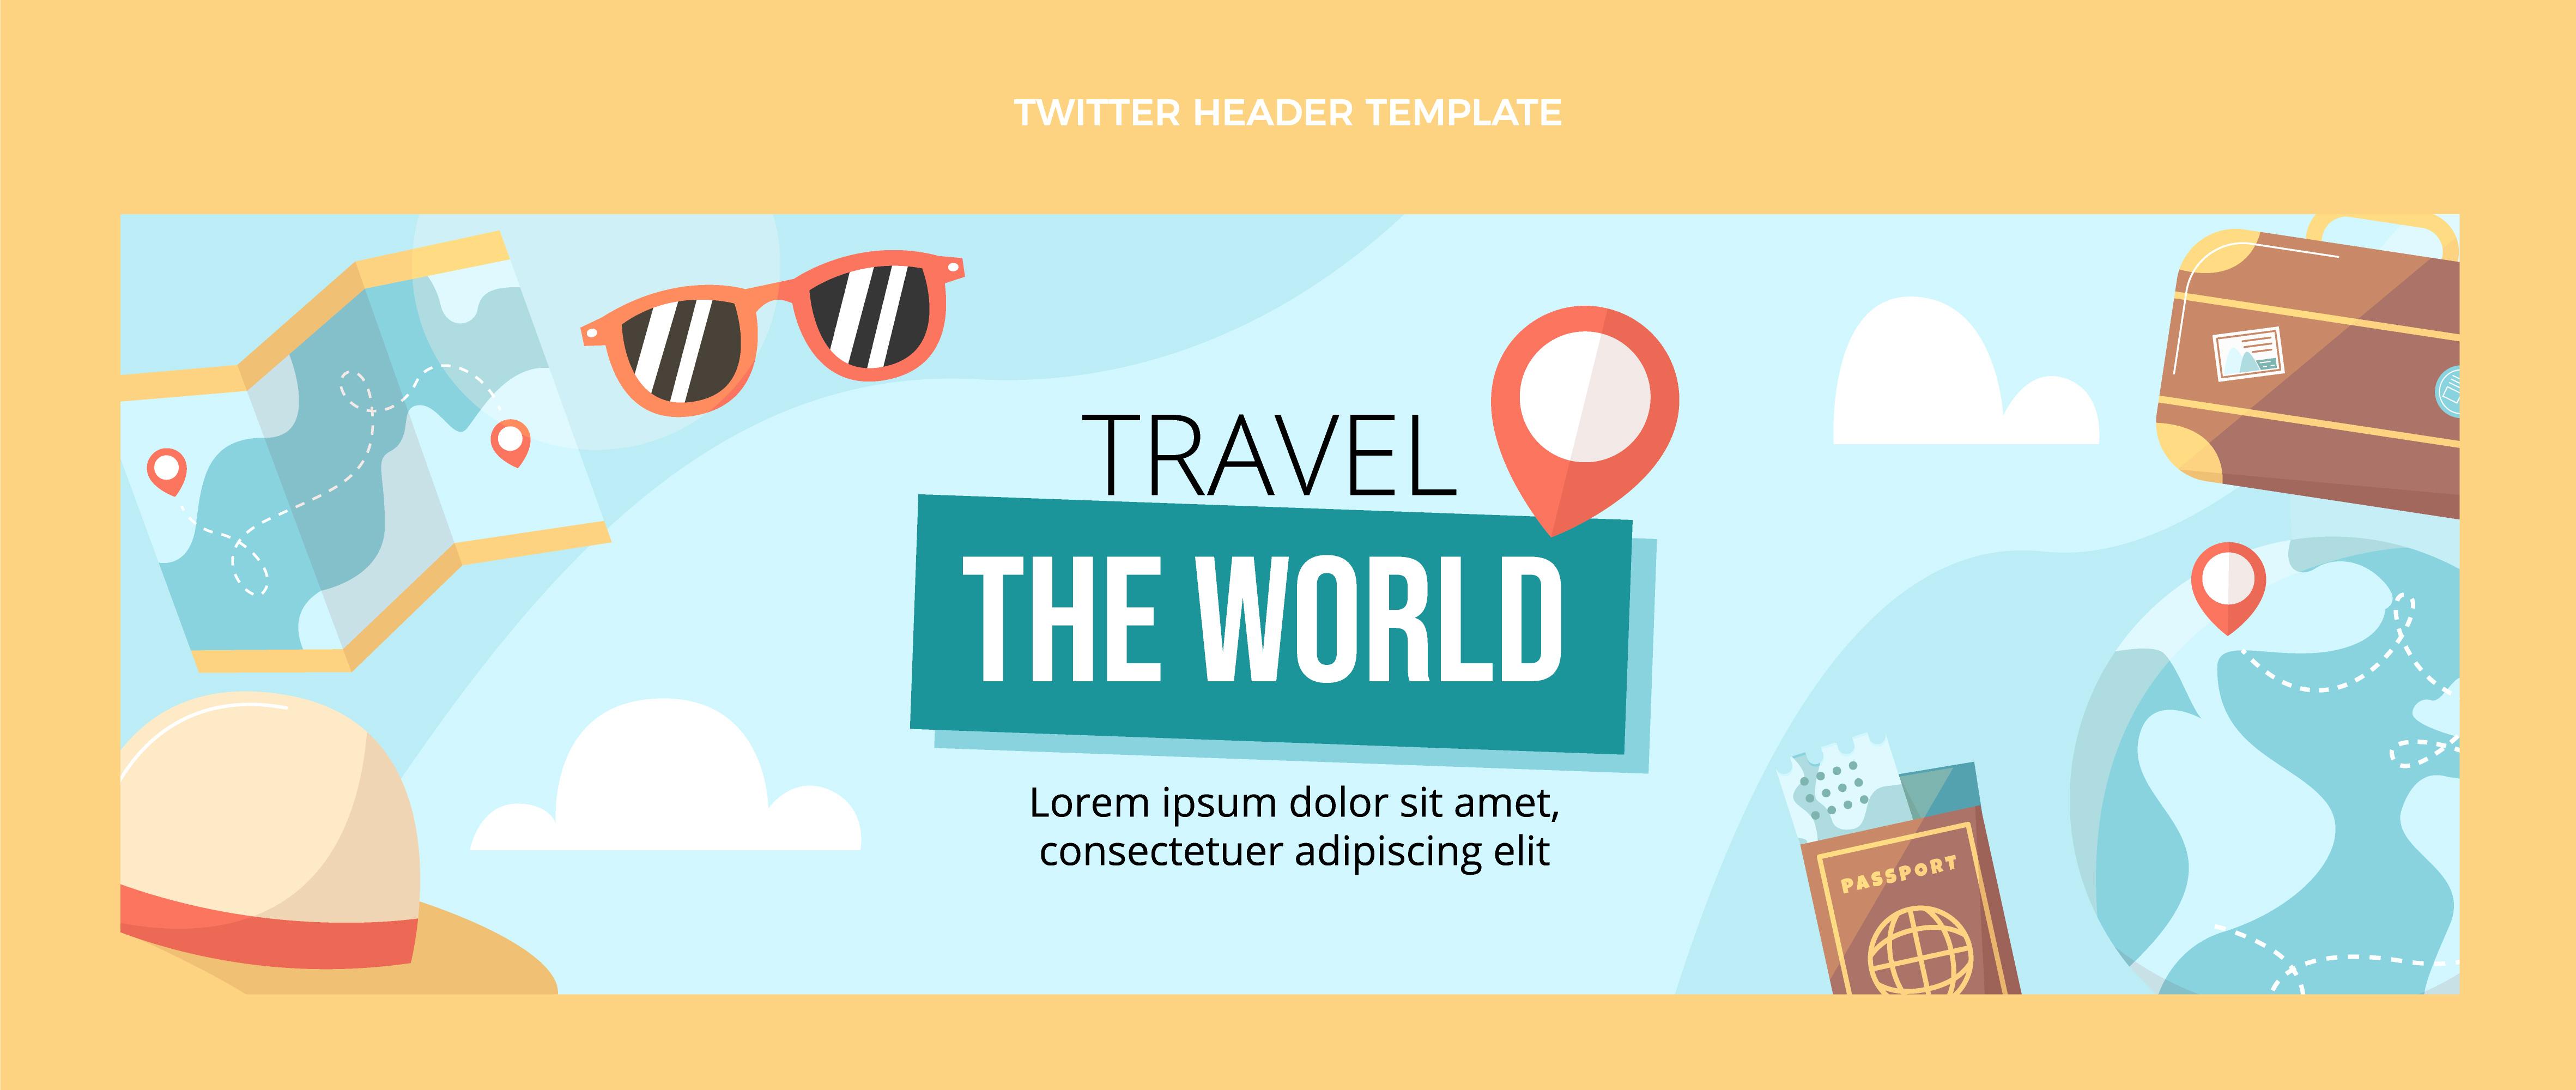 TWITTER HEADER TEMPLATE
TRAVEL
THE WORLD
Lorem ipsum dolor sit amet,
consectetuer adipiscing elit
PASSPORT